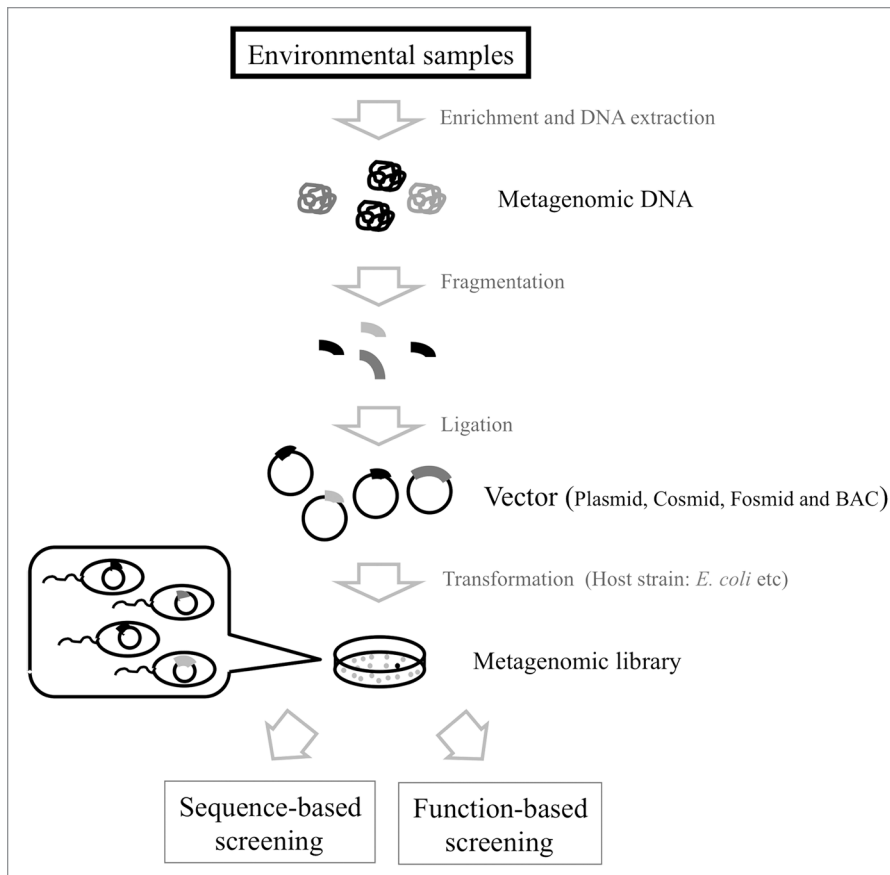 Environmental samples
Enrichment and DNA extraction
Metagenomic DNA
Fragmentation
Ligation
Vector (Plasmid, Cosmid, Fosmid and BAC)
Transformation (Host strain: E. coli etc)
Metagenomic library
Sequence-based
screening
Function-based
screening